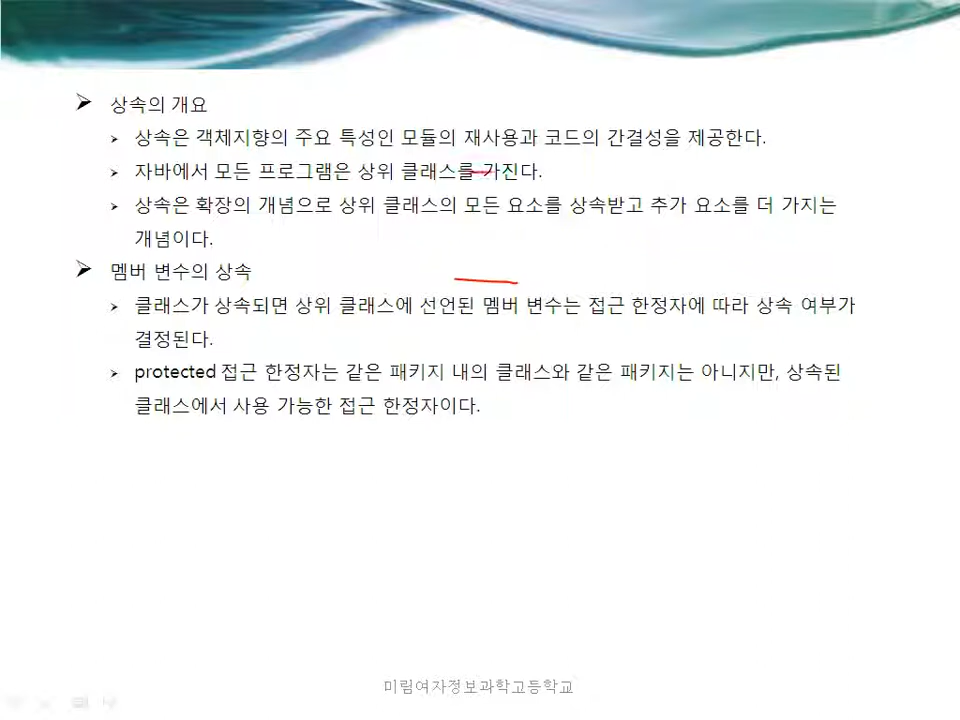 상속의 개요
상속은 객체지향의 주요 특성인 모듈의 재사용과 코드의 간결성을 제공한다.
자바에서 모든 프로그램은 상위 클래스를 가진다.
상속은 확장의 개념으로 상위 클래스의 모든 요소를 상속받고 추가 요소를 더 가지는
개념이다.
멤버 변수의 상속
클래스가 상속되면 상위 클래스에 선언된 멤버 변수는 접근 한정자에 따라 상속 여부가
결정된다.
protected 접근 한정자는 같은 패키지 내의 클래스와 같은 패키지는 아니지만, 상속된
클래스에서 사용 가능한 접근 한정자이다.
미림여자정보과학고등학교